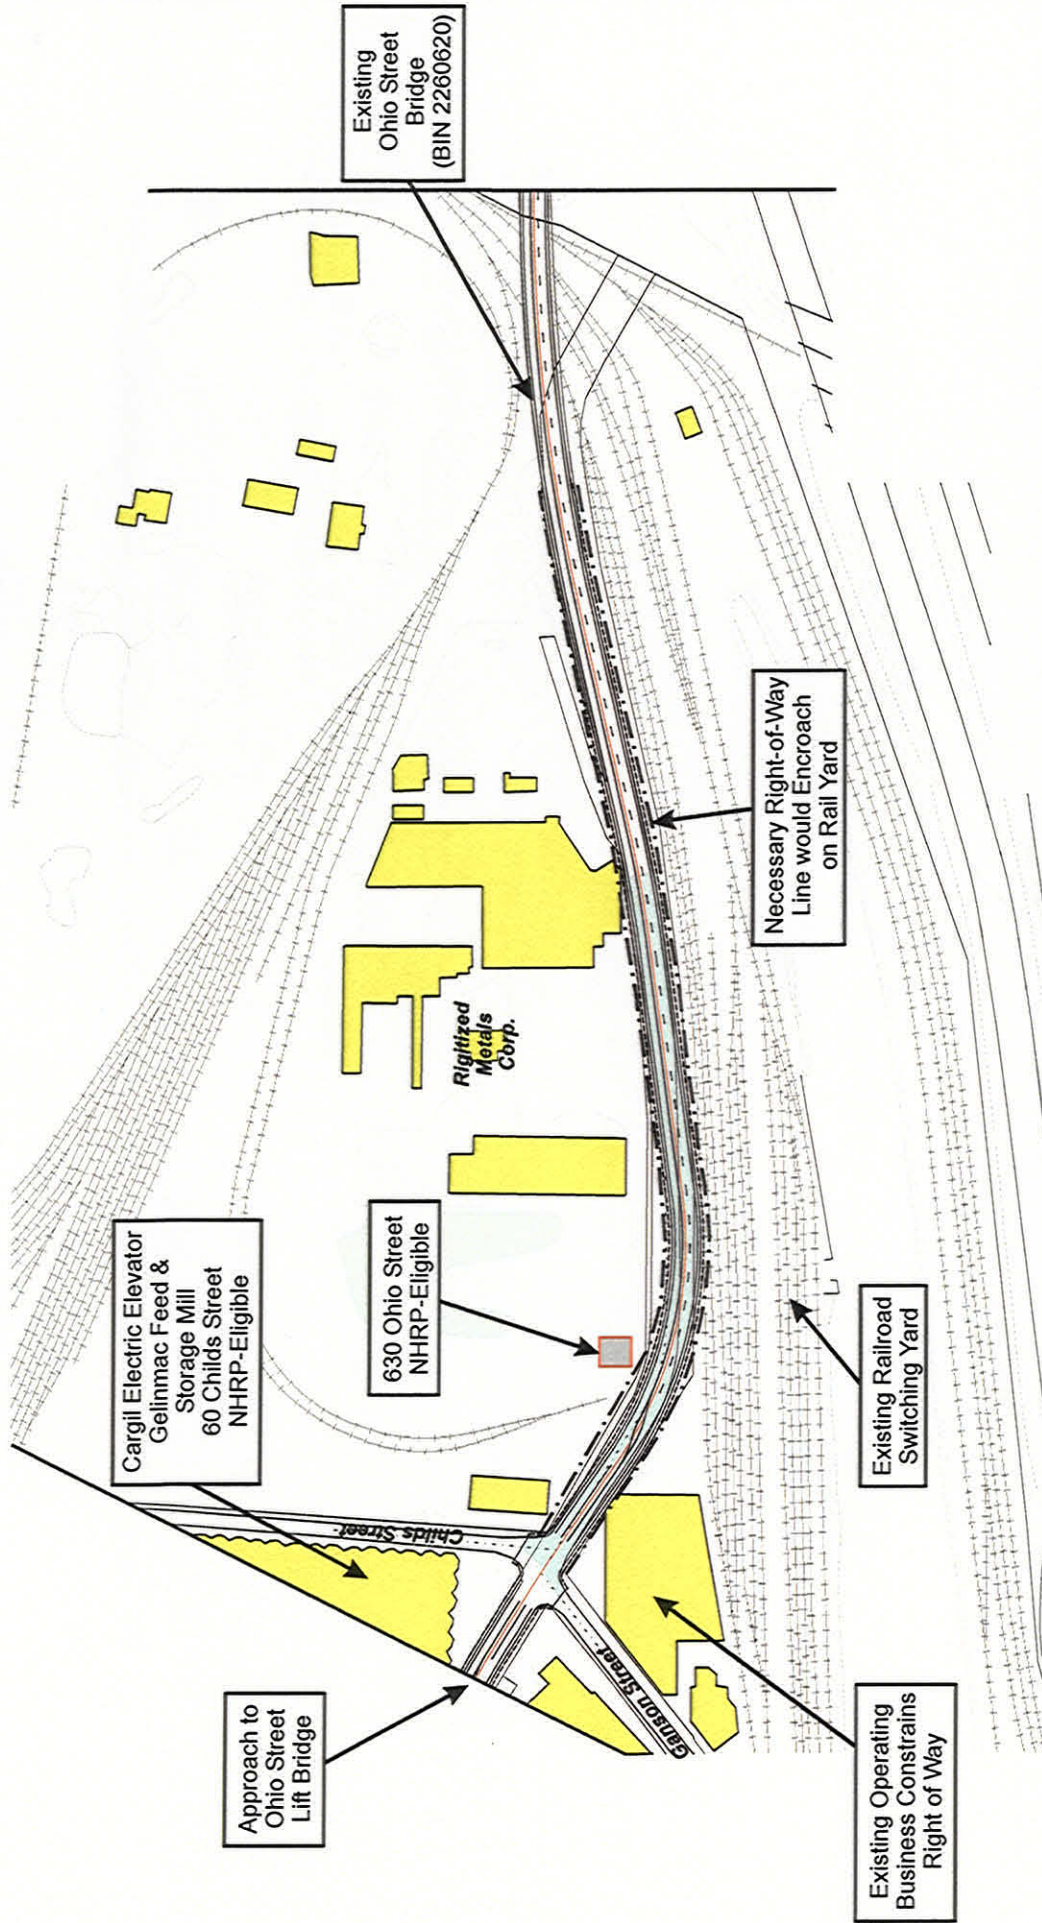 Existing
Ohio Street
Bridge
(BIN 2260620)
Necessary Right-of-Way
Line would Encroach
on Rail Yard
Rigitized
Metals
Corp.
Cargil Electric Elevator
Gelinmac Feed &
Storage Mill
60 Childs Street
NHRP-Eligible
630 Ohio Street
NHRP-Eligible
Existing Railroad
Switching Yard
Childs Street
Ganson Street
Approach to
Ohio Street
Lift Bridge
Existing Operating
Business Constrains
Right of Way